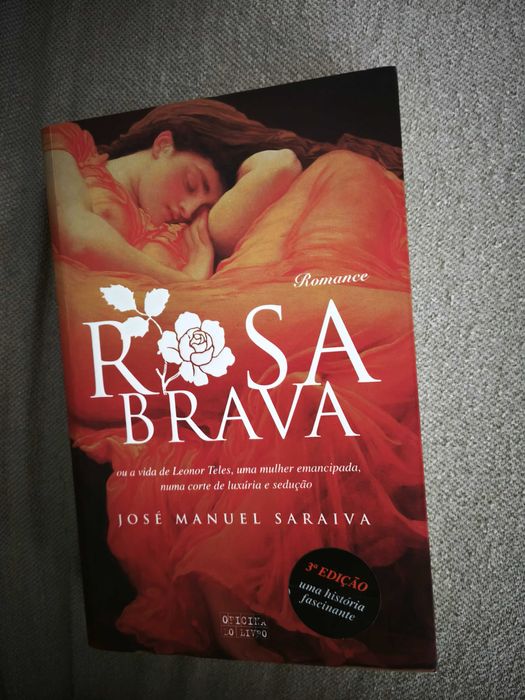 Romance
ROSA
BRAVA
ou a vida de Leonor Teles, uma mulher emancipada,
numa corte de luxúria e sedução
JOSÉ MANUEL SARAIVA
3ª EDIÇÃO
uma história
fascinante
OFICINA
DO LIVRO